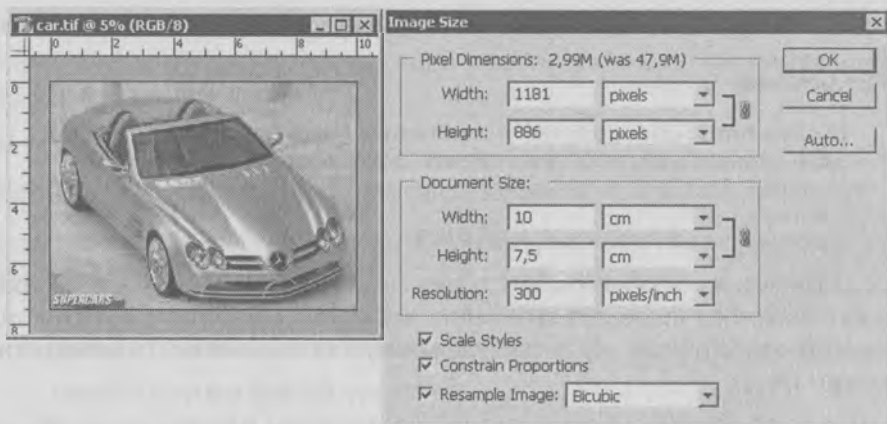 car.tif @ 5% (RGB/8)
0 2 4 6 8 10
0
2
4
6
8
SUPERCARS
Image Size
Pixel Dimensions: 2,99M (was 47,9M)
Width: 1181 pixels
Height: 886 pixels
Document Size:
Width: 10 cm
Height: 7,5 cm
Resolution: 300 pixels/inch
Scale Styles
Constrain Proportions
Resample Image: Bicubic
OK
Cancel
Auto...